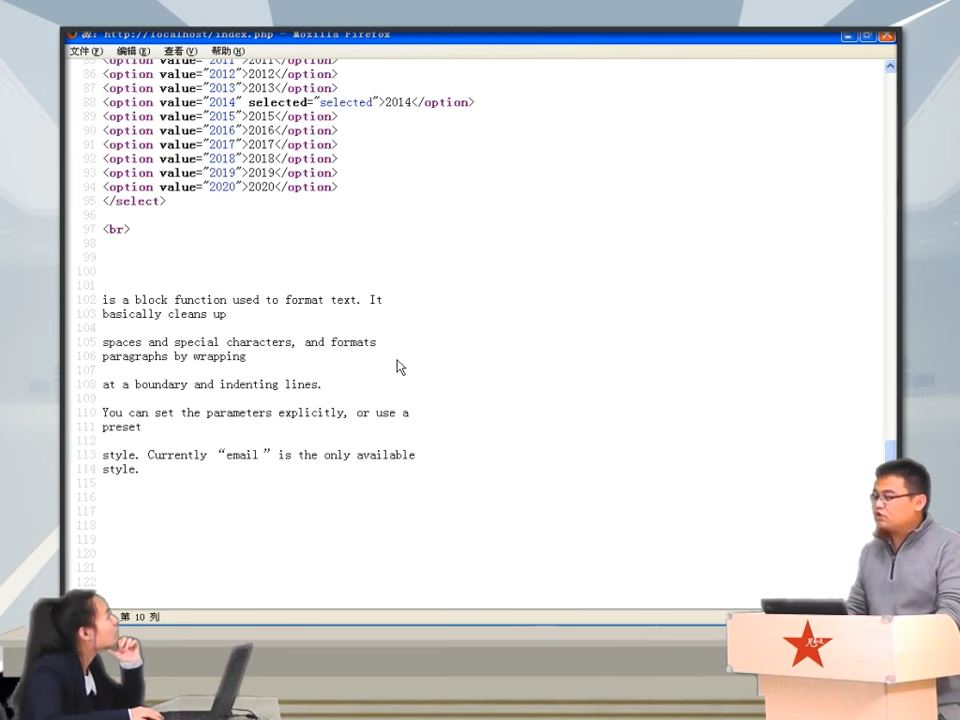 源: http://localhost/index.php - Mozilla Firefox
文件(F) 编辑(E) 查看(V) 帮助(H)
85 <option value="2011">2011</option>
86 <option value="2012">2012</option>
87 <option value="2013">2013</option>
88 <option value="2014" selected="selected">2014</option>
89 <option value="2015">2015</option>
90 <option value="2016">2016</option>
91 <option value="2017">2017</option>
92 <option value="2018">2018</option>
93 <option value="2019">2019</option>
94 <option value="2020">2020</option>
95 </select>
96
97 <br>
98
99
100
101
102 is a block function used to format text. It
103 basically cleans up
104
105 spaces and special characters, and formats
106 paragraphs by wrapping
107
108 at a boundary and indenting lines.
109
110 You can set the parameters explicitly, or use a
111 preset
112
113 style. Currently “email ” is the only available
114 style.
115
116
117
118
119
120
121
122
第 10 列